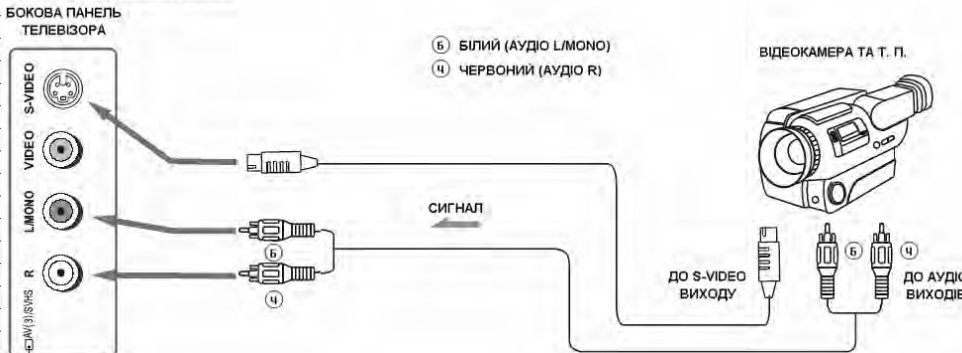 БОКОВА ПАНЕЛЬ
ТЕЛЕВІЗОРА
Б БІЛИЙ (АУДІО L/MONO)
Ч ЧЕРВОНИЙ (АУДІО R)
ВІДЕОКАМЕРА ТА Т. П.
S-VIDEO
VIDEO
L/MONO
R
AV(3)/SVHS
СИГНАЛ
Б
Ч
ДО S-VIDEO
ВИХОДУ
Б
Ч
ДО АУДІО
ВИХОДІВ